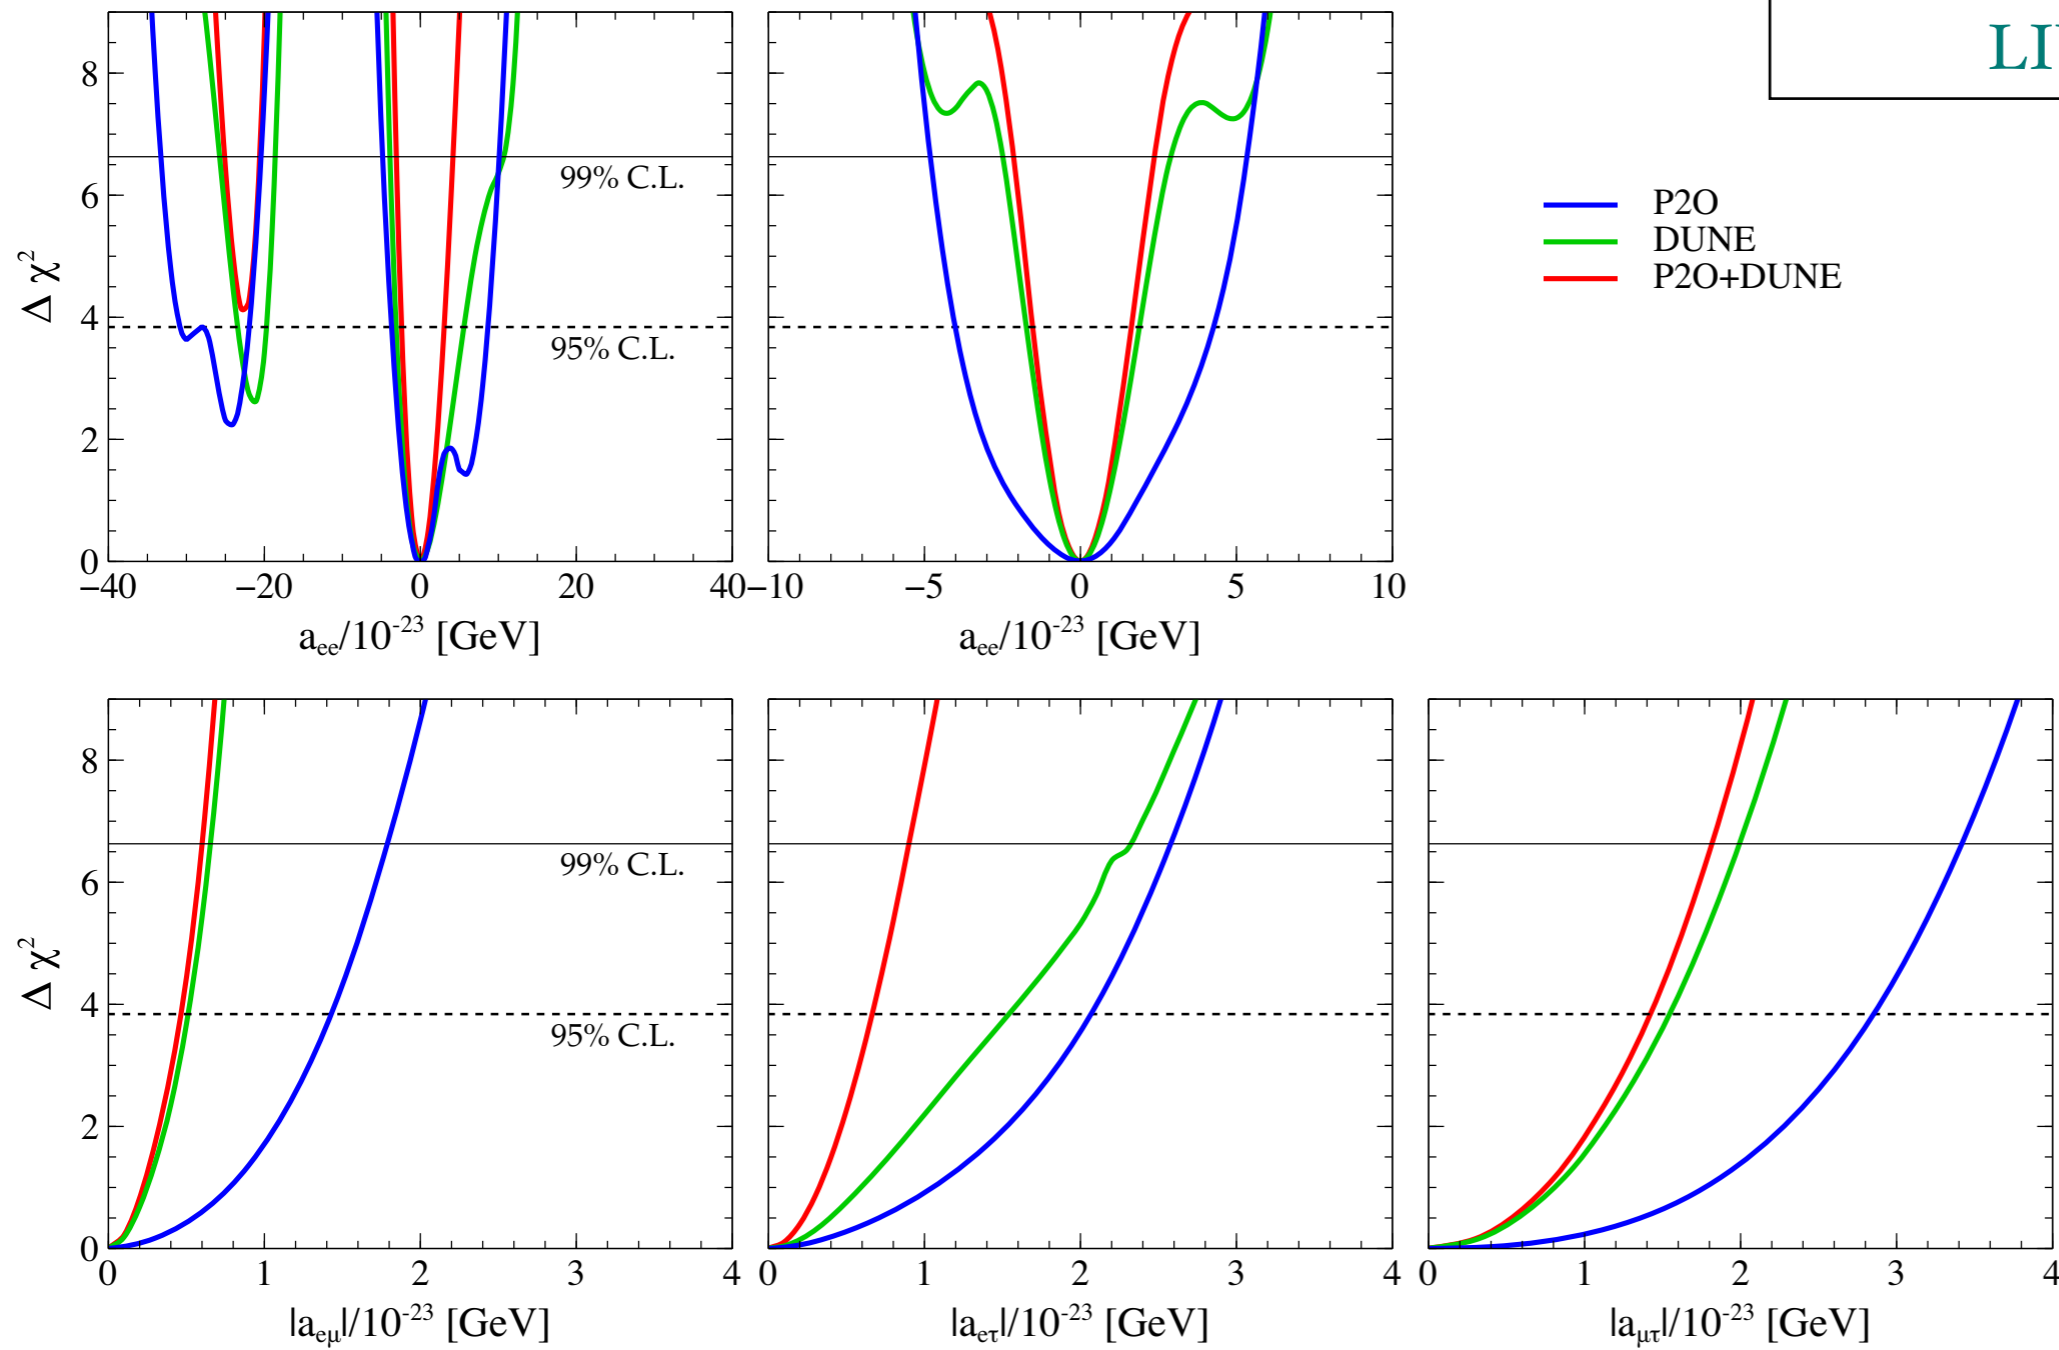 LI
P2O
DUNE
P2O+DUNE
8
6
4
2
0
Δ χ²
99% C.L.
95% C.L.
−40 −20 0 20 40
−10 −5 0 5 10
a_ee/10⁻²³ [GeV]
a_ee/10⁻²³ [GeV]
8
6
4
2
0
Δ χ²
99% C.L.
95% C.L.
0 1 2 3 4
0 1 2 3 4
0 1 2 3 4
|a_eμ|/10⁻²³ [GeV]
|a_eτ|/10⁻²³ [GeV]
|a_μτ|/10⁻²³ [GeV]